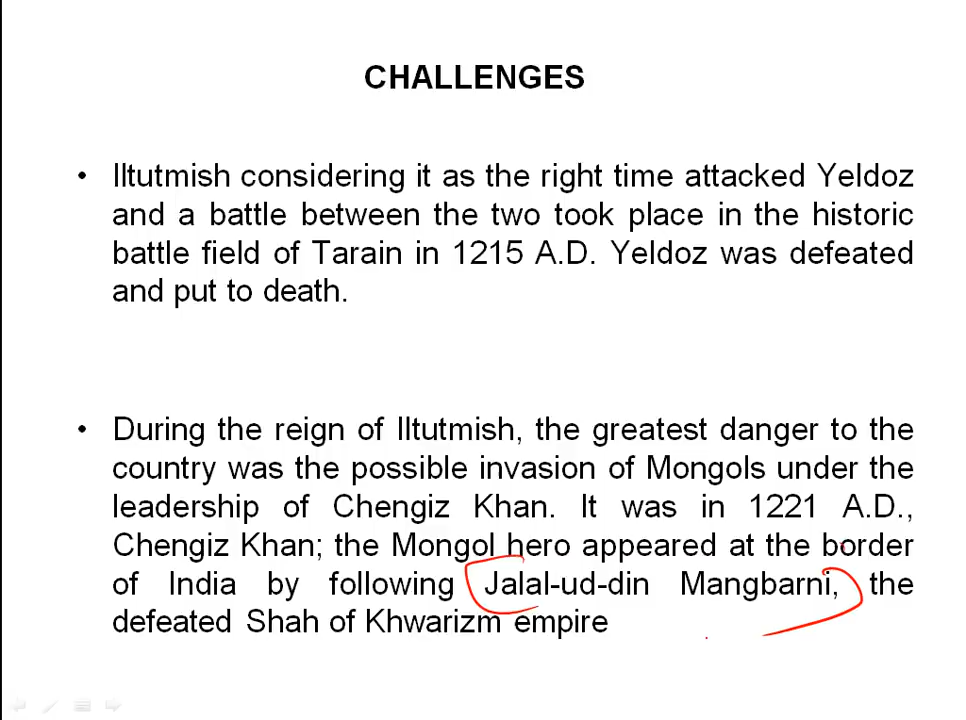 CHALLENGES
• Iltutmish considering it as the right time attacked Yeldoz
and a battle between the two took place in the historic
battle field of Tarain in 1215 A.D. Yeldoz was defeated
and put to death.
• During the reign of Iltutmish, the greatest danger to the
country was the possible invasion of Mongols under the
leadership of Chengiz Khan. It was in 1221 A.D.,
Chengiz Khan; the Mongol hero appeared at the border
of India by following Jalal-ud-din Mangbarni, the
defeated Shah of Khwarizm empire